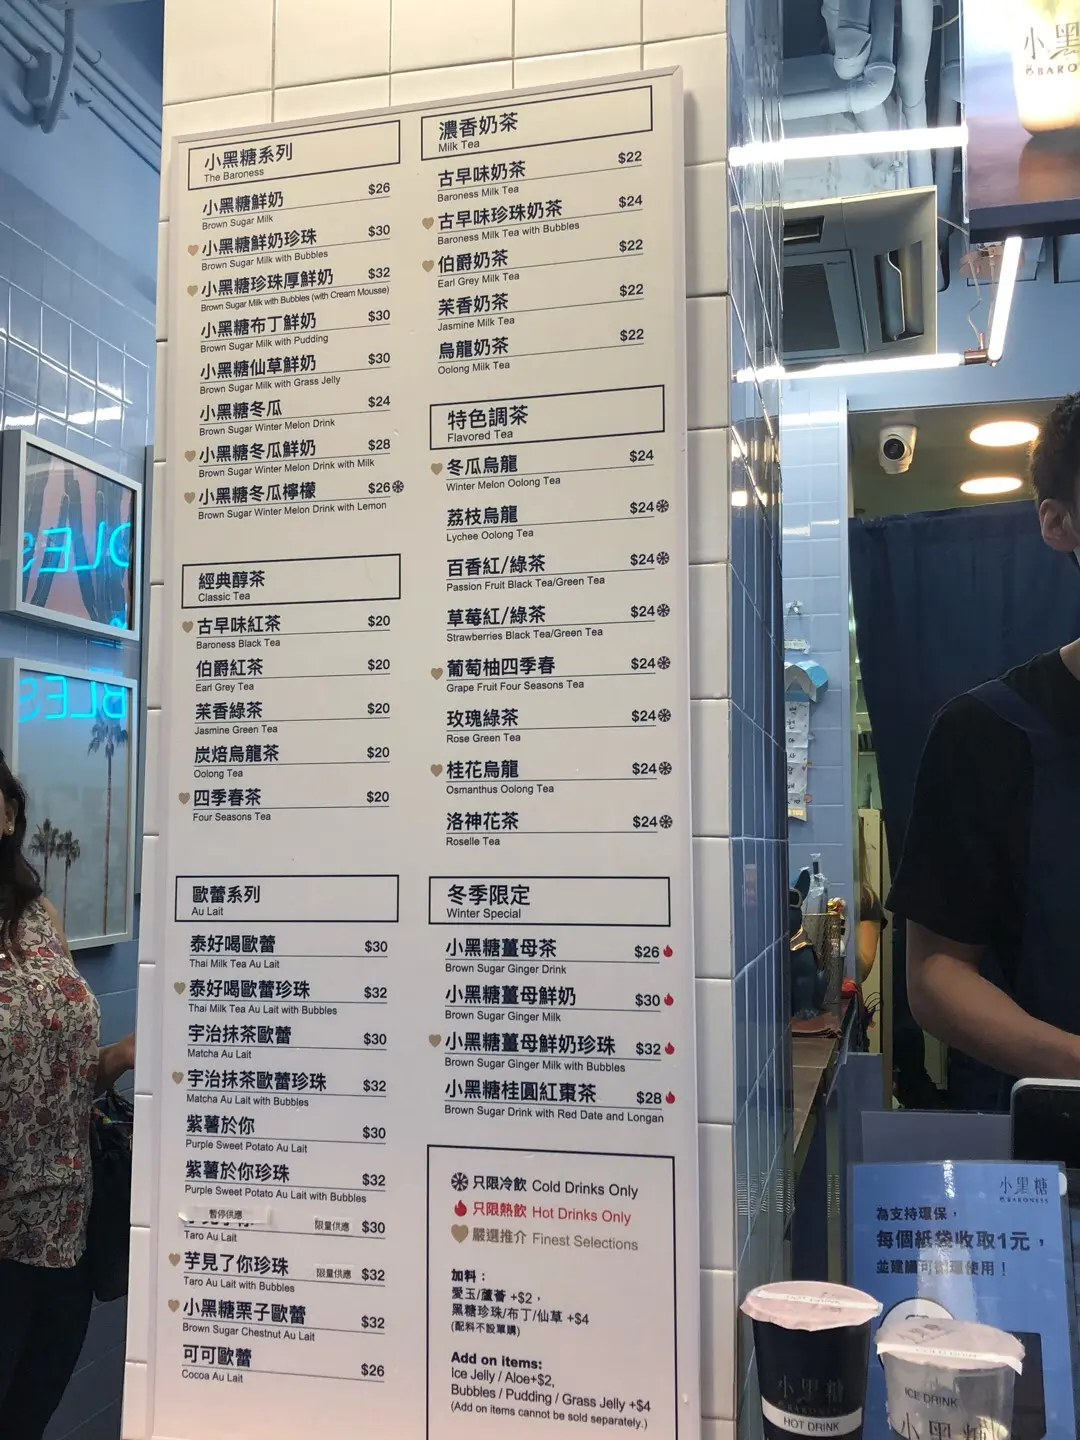 小黑糖系列
The Baroness
小黑糖鮮奶 $26
Brown Sugar Milk
小黑糖鮮奶珍珠 $30
Brown Sugar Milk with Bubbles
小黑糖珍珠厚鮮奶 $32
Brown Sugar Milk with Bubbles (with Cream Mousse)
小黑糖布丁鮮奶 $30
Brown Sugar Milk with Pudding
小黑糖仙草鮮奶 $30
Brown Sugar Milk with Grass Jelly
小黑糖冬瓜 $24
Brown Sugar Winter Melon Drink
小黑糖冬瓜鮮奶 $28
Brown Sugar Winter Melon Drink with Milk
小黑糖冬瓜檸檬 $26
Brown Sugar Winter Melon Drink with Lemon
經典醇茶
Classic Tea
古早味紅茶 $20
Baroness Black Tea
伯爵紅茶 $20
Earl Grey Tea
茉香綠茶 $20
Jasmine Green Tea
炭焙烏龍茶 $20
Oolong Tea
四季春茶 $20
Four Seasons Tea
歐蕾系列
Au Lait
泰好喝歐蕾 $30
Thai Milk Tea Au Lait
泰好喝歐蕾珍珠 $32
Thai Milk Tea Au Lait with Bubbles
宇治抹茶歐蕾 $30
Matcha Au Lait
宇治抹茶歐蕾珍珠 $32
Matcha Au Lait with Bubbles
紫薯於你 $30
Purple Sweet Potato Au Lait
紫薯於你珍珠 $32
Purple Sweet Potato Au Lait with Bubbles
暫停供應 限量供應 $30
Taro Au Lait
芋見了你珍珠 限量供應 $32
Taro Au Lait with Bubbles
小黑糖栗子歐蕾 $32
Brown Sugar Chestnut Au Lait
可可歐蕾 $26
Cocoa Au Lait
濃香奶茶
Milk Tea
古早味奶茶 $22
Baroness Milk Tea
古早味珍珠奶茶 $24
Baroness Milk Tea with Bubbles
伯爵奶茶 $22
Earl Grey Milk Tea
茉香奶茶 $22
Jasmine Milk Tea
烏龍奶茶 $22
Oolong Milk Tea
特色調茶
Flavored Tea
冬瓜烏龍 $24
Winter Melon Oolong Tea
荔枝烏龍 $24
Lychee Oolong Tea
百香紅/綠茶 $24
Passion Fruit Black Tea/Green Tea
草莓紅/綠茶 $24
Strawberries Black Tea/Green Tea
葡萄柚四季春 $24
Grape Fruit Four Seasons Tea
玫瑰綠茶 $24
Rose Green Tea
桂花烏龍 $24
Osmanthus Oolong Tea
洛神花茶 $24
Roselle Tea
冬季限定
Winter Special
小黑糖薑母茶 $26
Brown Sugar Ginger Drink
小黑糖薑母鮮奶 $30
Brown Sugar Ginger Milk
小黑糖薑母鮮奶珍珠 $32
Brown Sugar Ginger Milk with Bubbles
小黑糖桂圓紅棗茶 $28
Brown Sugar Drink with Red Date and Longan
只限冷飲 Cold Drinks Only
只限熱飲 Hot Drinks Only
嚴選推介 Finest Selections
加料：
愛玉/蘆薈 +$2，
黑糖珍珠/布丁/仙草 +$4
(配料不設單購)
Add on items:
Ice Jelly / Aloe+$2,
Bubbles / Pudding / Grass Jelly +$4
(Add on items cannot be sold separately.)
小黑
BARO
小黑糖
BARONESS
為支持環保，
每個紙袋收取1元，
並建議可循環使用！
小黑糖
BARONESS
HOT DRINK
ICE DRINK
小黑糖
BLES